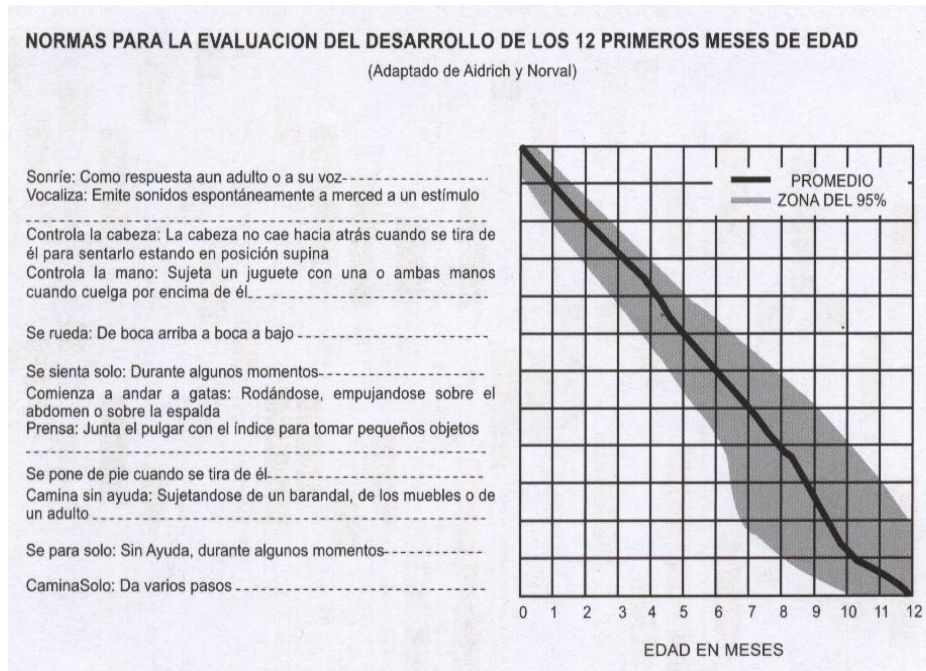 NORMAS PARA LA EVALUACION DEL DESARROLLO DE LOS 12 PRIMEROS MESES DE EDAD
(Adaptado de Aidrich y Norval)
Sonríe: Como respuesta aun adulto o a su voz
Vocaliza: Emite sonidos espontáneamente a merced a un estímulo
Controla la cabeza: La cabeza no cae hacia atrás cuando se tira de
él para sentarlo estando en posición supina
Controla la mano: Sujeta un juguete con una o ambas manos
cuando cuelga por encima de él
Se rueda: De boca arriba a boca a bajo
Se sienta solo: Durante algunos momentos
Comienza a andar a gatas: Rodándose, empujandose sobre el
abdomen o sobre la espalda
Prensa: Junta el pulgar con el índice para tomar pequeños objetos
Se pone de pie cuando se tira de él
Camina sin ayuda: Sujetandose de un barandal, de los muebles o de
un adulto
Se para solo: Sin Ayuda, durante algunos momentos
CaminaSolo: Da varios pasos
PROMEDIO
ZONA DEL 95%
0 1 2 3 4 5 6 7 8 9 10 11 12
EDAD EN MESES